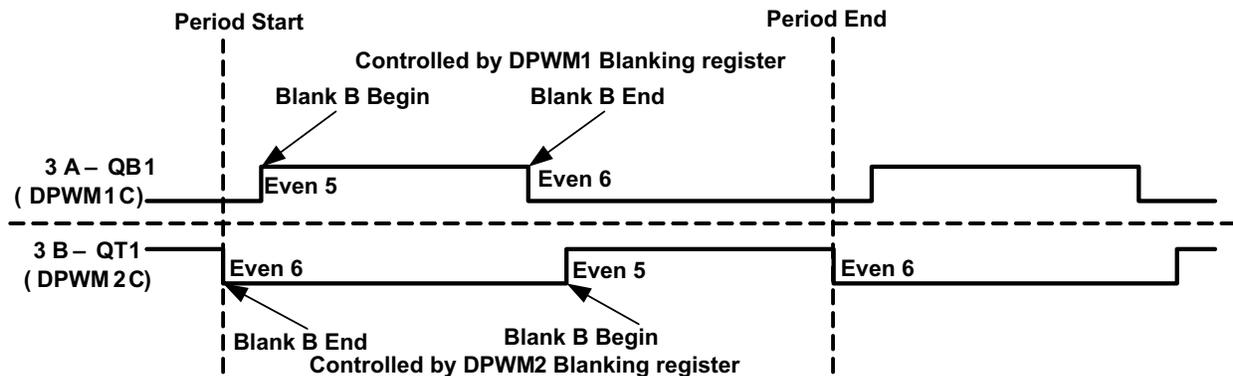 Period Start
Period End
Controlled by DPWM1 Blanking register
Blank B Begin
Blank B End
3 A – QB1
( DPWM1C)
Even 5
Even 6
3 B – QT1
( DPWM2C)
Even 6
Even 5
Even 6
Blank B End
Blank B Begin
Controlled by DPWM2 Blanking register